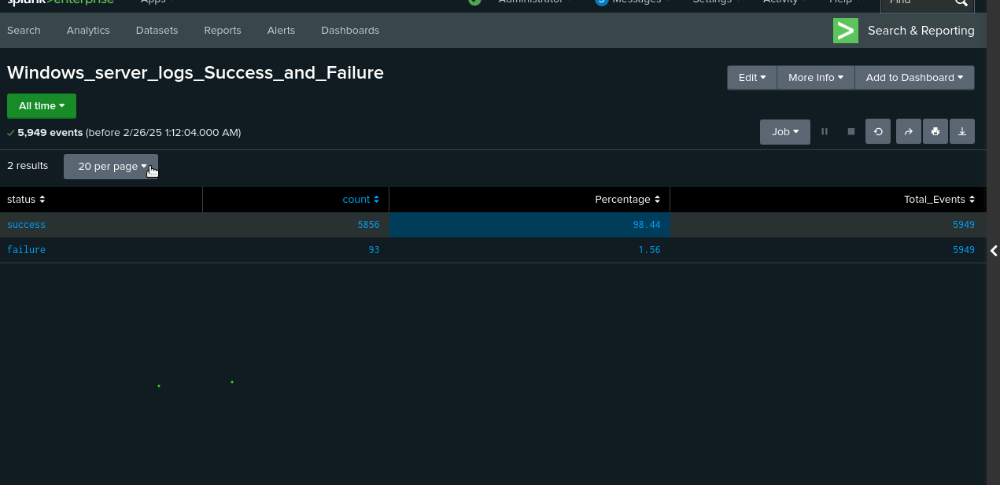 splunk>enterprise Apps Administrator Messages Settings Activity Help Find
Search Analytics Datasets Reports Alerts Dashboards Search & Reporting
Windows_server_logs_Success_and_Failure
Edit More Info Add to Dashboard
All time
5,949 events (before 2/26/25 1:12:04.000 AM)
Job
2 results 20 per page
status count Percentage Total_Events
success 5856 98.44 5949
failure 93 1.56 5949